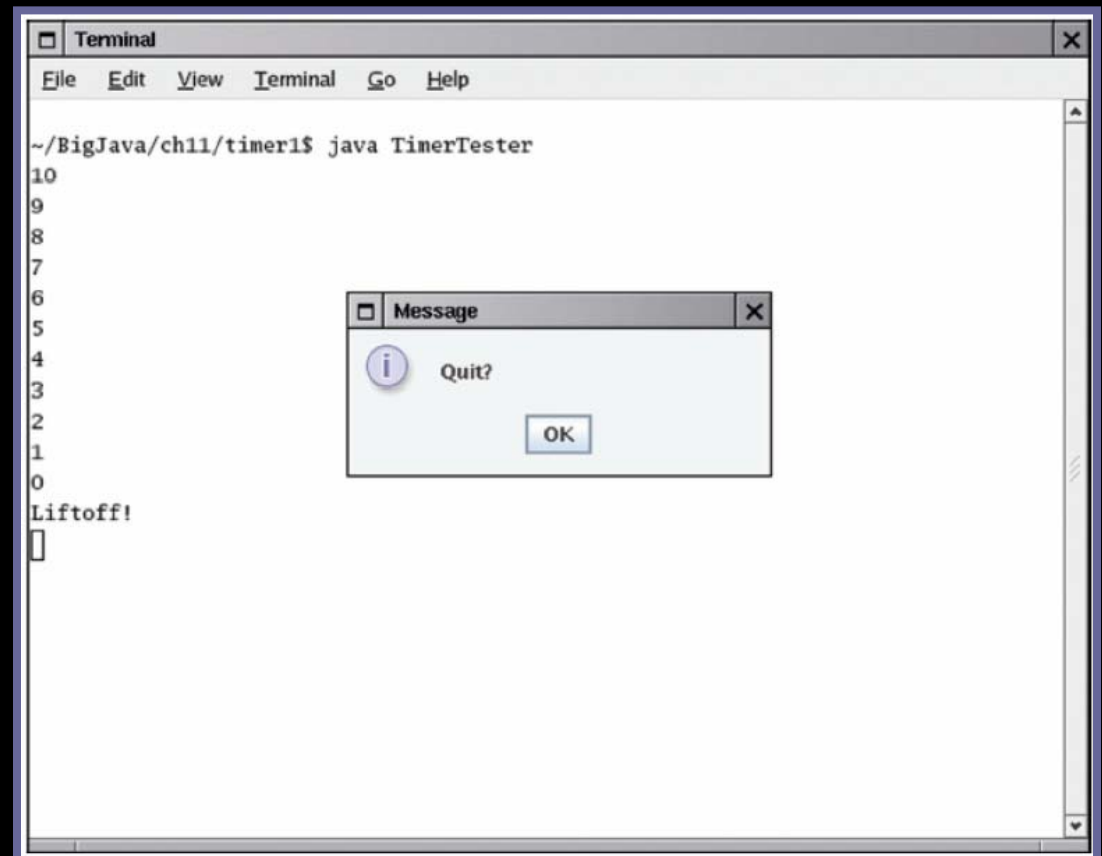 Terminal
File Edit View Terminal Go Help
~/BigJava/ch11/timer1$ java TimerTester
10
9
8
7
6
5
4
3
2
1
0
Liftoff!
Message
i
Quit?
OK